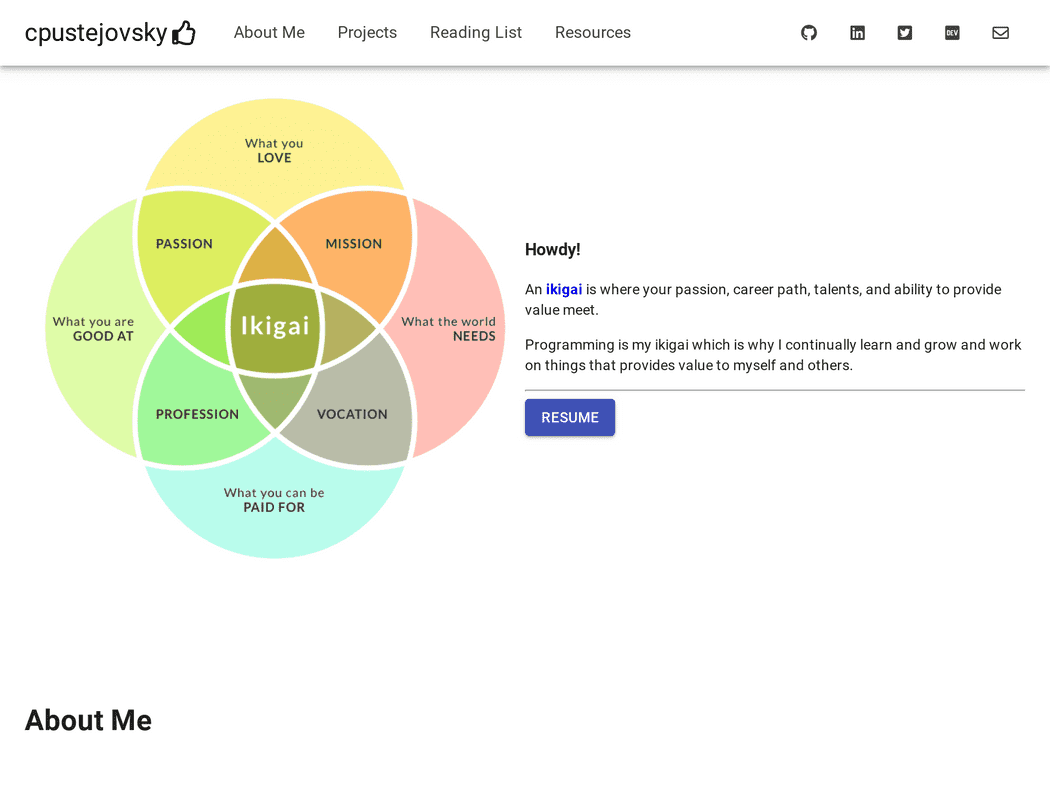 cpustejovsky
About Me
Projects
Reading List
Resources
DEV
What you
LOVE
PASSION
MISSION
What you are
GOOD AT
Ikigai
What the world
NEEDS
PROFESSION
VOCATION
What you can be
PAID FOR
Howdy!
An ikigai is where your passion, career path, talents, and ability to provide
value meet.
Programming is my ikigai which is why I continually learn and grow and work
on things that provides value to myself and others.
RESUME
About Me